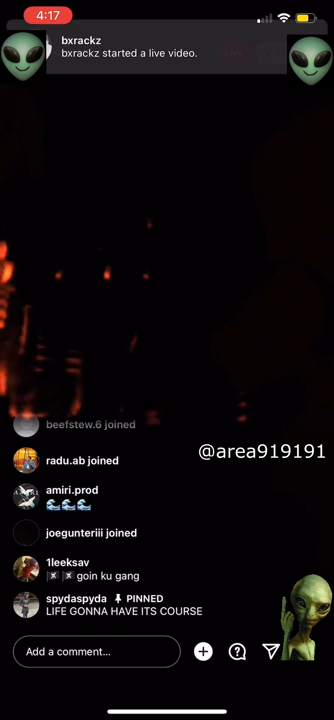 4:17
bxrackz
bxrackz started a live video.
Live
beefstew.6 joined
@area919191
radu.ab joined
amiri.prod
🌊🌊🌊
joegunteriii joined
1leeksav
🏴‍☠️ 🏴‍☠️ goin ku gang
spydaspyda PINNED
LIFE GONNA HAVE ITS COURSE
Add a comment...